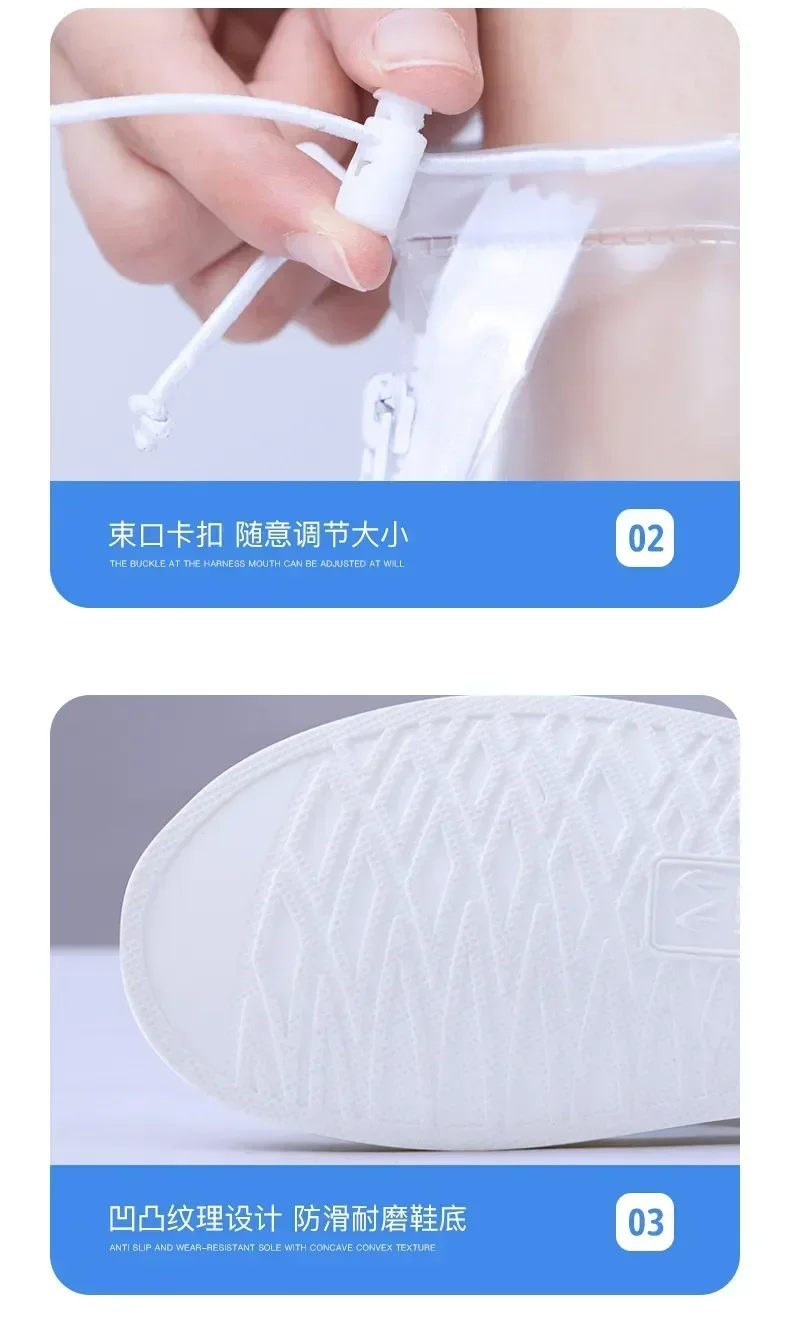 束口卡扣 随意调节大小
THE BUCKLE AT THE HARNESS MOUTH CAN BE ADJUSTED AT WILL
02
凹凸纹理设计 防滑耐磨鞋底
ANTI SLIP AND WEAR-RESISTANT SOLE WITH CONCAVE CONVEX TEXTURE
03